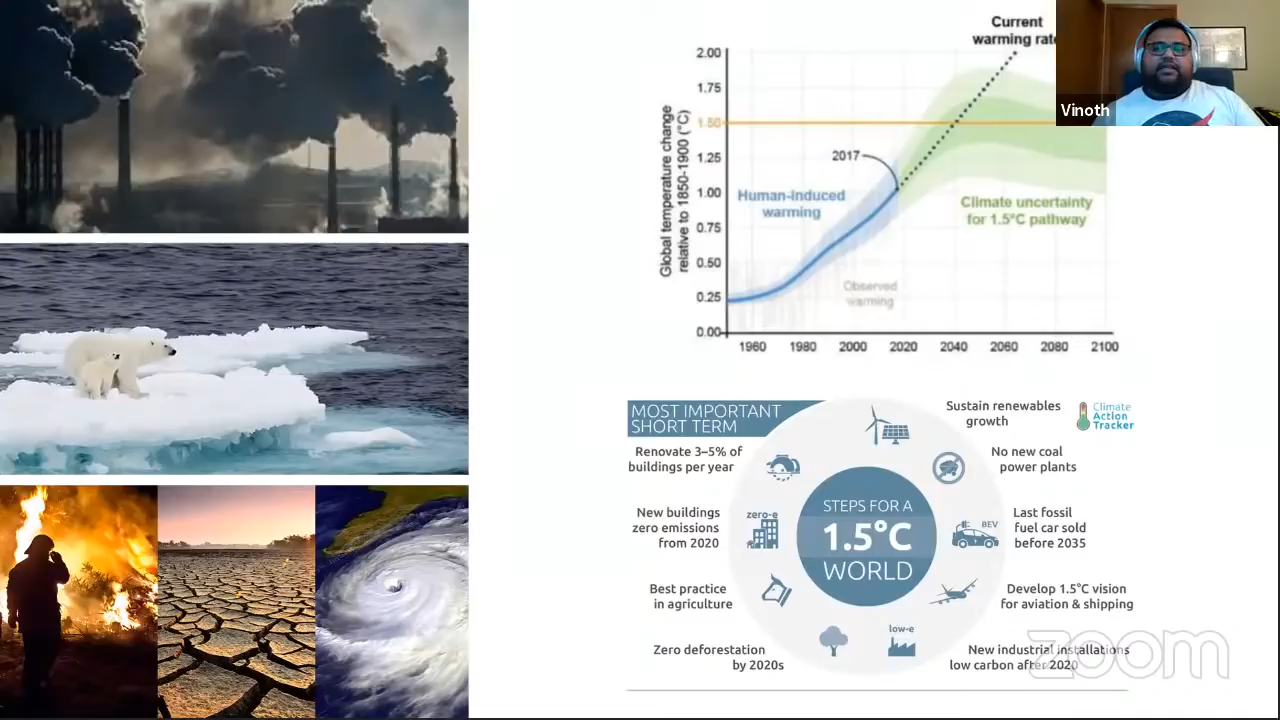 Current
warming rate
Vinoth
2.00
1.75
1.50
1.25
1.00
0.75
0.50
0.25
0.00
Global temperature change
relative to 1850-1900 (°C)
2017
Human-induced
warming
Climate uncertainty
for 1.5°C pathway
Observed
warming
1960 1980 2000 2020 2040 2060 2080 2100
MOST IMPORTANT
SHORT TERM
Sustain renewables
growth
Climate
Action
Tracker
Renovate 3–5% of
buildings per year
No new coal
power plants
New buildings
zero emissions
from 2020
zero-e
STEPS FOR A
1.5°C
WORLD
BEV
Last fossil
fuel car sold
before 2035
Best practice
in agriculture
Develop 1.5°C vision
for aviation & shipping
Zero deforestation
by 2020s
low-e
New industrial installations
low carbon after 2020
zoom